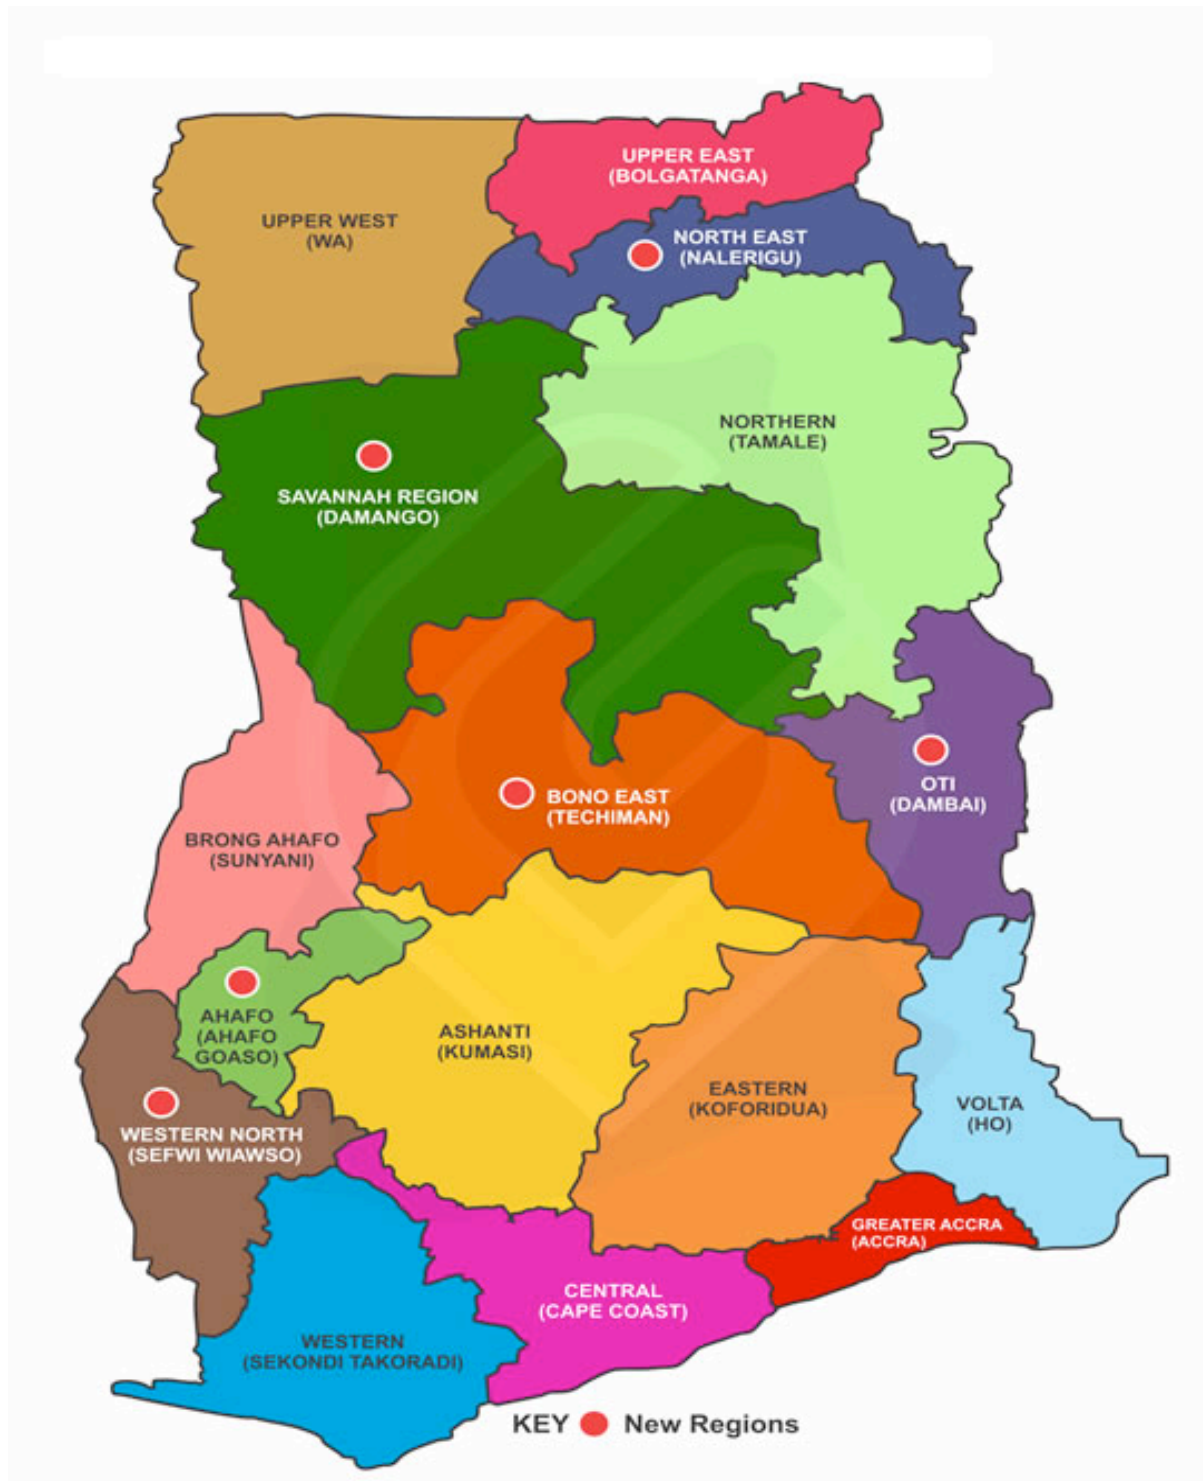 UPPER EAST
(BOLGATANGA)
UPPER WEST
(WA)
NORTH EAST
(NALERIGU)
NORTHERN
(TAMALE)
SAVANNAH REGION
(DAMANGO)
OTI
(DAMBAI)
BONO EAST
(TECHIMAN)
BRONG AHAFO
(SUNYANI)
AHAFO
(AHAFO
GOASO)
ASHANTI
(KUMASI)
EASTERN
(KOFORIDUA)
VOLTA
(HO)
WESTERN NORTH
(SEFWI WIAWSO)
GREATER ACCRA
(ACCRA)
CENTRAL
(CAPE COAST)
WESTERN
(SEKONDI TAKORADI)
KEY New Regions